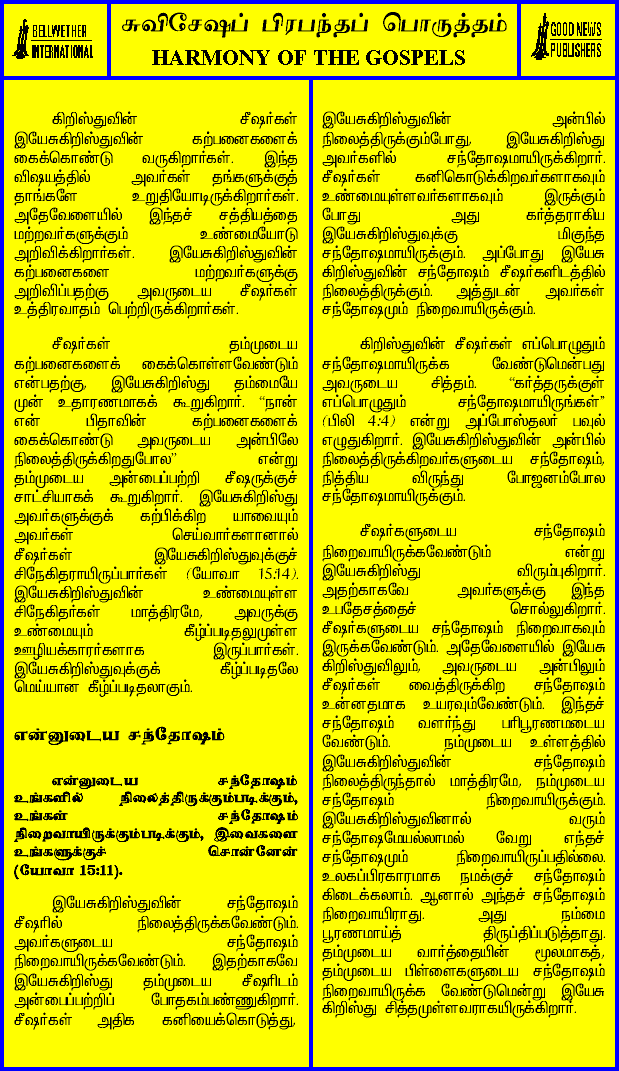 BELLWETHER
INTERNATIONAL
சுவிசேஷப் பிரபந்தப் பொருத்தம்
HARMONY OF THE GOSPELS
GOOD NEWS
PUBLISHERS
கிறிஸ்துவின் சீஷர்கள்
இயேசுகிறிஸ்துவின் கற்பனைகளைக்
கைக்கொண்டு வருகிறார்கள். இந்த
விஷயத்தில் அவர்கள் தங்களுக்குத்
தாங்களே உறுதியோடிருக்கிறார்கள்.
அதேவேளையில் இந்தச் சத்தியத்தை
மற்றவர்களுக்கும் உண்மையோடு
அறிவிக்கிறார்கள். இயேசுகிறிஸ்துவின்
கற்பனைகளை மற்றவர்களுக்கு
அறிவிப்பதற்கு அவருடைய சீஷர்கள்
உத்திரவாதம் பெற்றிருக்கிறார்கள்.
சீஷர்கள் தம்முடைய
கற்பனைகளைக் கைக்கொள்ளவேண்டும்
என்பதற்கு, இயேசுகிறிஸ்து தம்மையே
முன் உதாரணமாகக் கூறுகிறார். “நான்
என் பிதாவின் கற்பனைகளைக்
கைக்கொண்டு அவருடைய அன்பிலே
நிலைத்திருக்கிறதுபோல” என்று
தம்முடைய அன்பைப்பற்றி சீஷருக்குச்
சாட்சியாகக் கூறுகிறார். இயேசுகிறிஸ்து
அவர்களுக்குக் கற்பிக்கிற யாவையும்
அவர்கள் செய்வார்களானால்
சீஷர்கள் இயேசுகிறிஸ்துவுக்குச்
சிநேகிதராயிருப்பார்கள் (யோவா 15:14).
இயேசுகிறிஸ்துவின் உண்மையுள்ள
சிநேகிதர்கள் மாத்திரமே, அவருக்கு
உண்மையும் கீழ்ப்படிதலுமுள்ள
ஊழியக்காரர்களாக இருப்பார்கள்.
இயேசுகிறிஸ்துவுக்குக் கீழ்ப்படிதலே
மெய்யான கீழ்ப்படிதலாகும்.
என்னுடைய சந்தோஷம்
என்னுடைய சந்தோஷம்
உங்களில் நிலைத்திருக்கும்படிக்கும்,
உங்கள் சந்தோஷம்
நிறைவாயிருக்கும்படிக்கும், இவைகளை
உங்களுக்குச் சொன்னேன்
(யோவா 15:11).
இயேசுகிறிஸ்துவின் சந்தோஷம்
சீஷரில் நிலைத்திருக்கவேண்டும்.
அவர்களுடைய சந்தோஷம்
நிறைவாயிருக்கவேண்டும். இதற்காகவே
இயேசுகிறிஸ்து தம்முடைய சீஷரிடம்
அன்பைப்பற்றிப் போதகம்பண்ணுகிறார்.
சீஷர்கள் அதிக கனியைக்கொடுத்து,
இயேசுகிறிஸ்துவின் அன்பில்
நிலைத்திருக்கும்போது, இயேசுகிறிஸ்து
அவர்களில் சந்தோஷமாயிருக்கிறார்.
சீஷர்கள் கனிகொடுக்கிறவர்களாகவும்
உண்மையுள்ளவர்களாகவும் இருக்கும்
போது அது கர்த்தராகிய
இயேசுகிறிஸ்துவுக்கு மிகுந்த
சந்தோஷமாயிருக்கும். அப்போது இயேசு
கிறிஸ்துவின் சந்தோஷம் சீஷர்களிடத்தில்
நிலைத்திருக்கும். அத்துடன் அவர்கள்
சந்தோஷமும் நிறைவாயிருக்கும்.
கிறிஸ்துவின் சீஷர்கள் எப்பொழுதும்
சந்தோஷமாயிருக்க வேண்டுமென்பது
அவருடைய சித்தம். “கர்த்தருக்குள்
எப்பொழுதும் சந்தோஷமாயிருங்கள்”
(பிலி 4:4) என்று அப்போஸ்தலர் பவுல்
எழுதுகிறார். இயேசுகிறிஸ்துவின் அன்பில்
நிலைத்திருக்கிறவர்களுடைய சந்தோஷம்,
நித்திய விருந்து போஜனம்போல
சந்தோஷமாயிருக்கும்.
சீஷர்களுடைய சந்தோஷம்
நிறைவாயிருக்கவேண்டும் என்று
இயேசுகிறிஸ்து விரும்புகிறார்.
அதற்காகவே அவர்களுக்கு இந்த
உபதேசத்தைச் சொல்லுகிறார்.
சீஷர்களுடைய சந்தோஷம் நிறைவாகவும்
இருக்கவேண்டும். அதேவேளையில் இயேசு
கிறிஸ்துவிலும், அவருடைய அன்பிலும்
சீஷர்கள் வைத்திருக்கிற சந்தோஷம்
உன்னதமாக உயரவும்வேண்டும். இந்தச்
சந்தோஷம் வளர்ந்து பரிபூரணமடைய
வேண்டும். நம்முடைய உள்ளத்தில்
இயேசுகிறிஸ்துவின் சந்தோஷம்
நிலைத்திருந்தால் மாத்திரமே, நம்முடைய
சந்தோஷம் நிறைவாயிருக்கும்.
இயேசுகிறிஸ்துவினால் வரும்
சந்தோஷமேயல்லாமல் வேறு எந்தச்
சந்தோஷமும் நிறைவாயிருப்பதில்லை.
உலகப்பிரகாரமாக நமக்குச் சந்தோஷம்
கிடைக்கலாம். ஆனால் அந்தச் சந்தோஷம்
நிறைவாயிராது. அது நம்மை
பூரணமாய்த் திருப்திப்படுத்தாது.
தம்முடைய வார்த்தையின் மூலமாகத்,
தம்முடைய பிள்ளைகளுடைய சந்தோஷம்
நிறைவாயிருக்க வேண்டுமென்று இயேசு
கிறிஸ்து சித்தமுள்ளவராகயிருக்கிறார்.